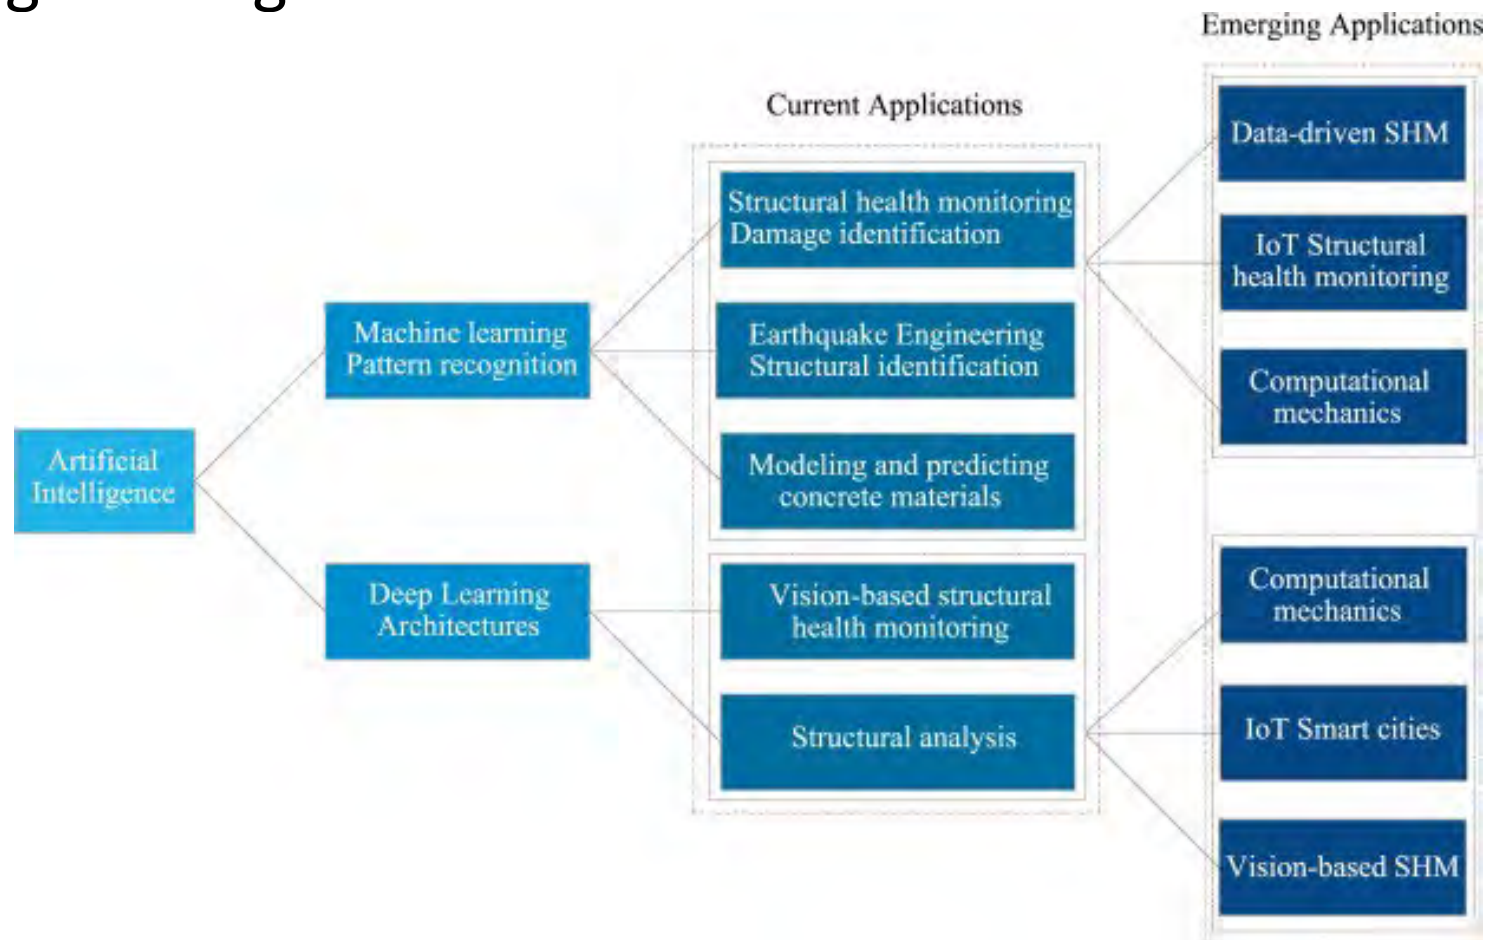 Emerging Applications
Current Applications
Data-driven SHM
Structural health monitoring
Damage identification
IoT Structural
health monitoring
Machine learning
Pattern recognition
Earthquake Engineering
Structural identification
Computational
mechanics
Artificial
Intelligence
Modeling and predicting
concrete materials
Deep Learning
Architectures
Vision-based structural
health monitoring
Computational
mechanics
Structural analysis
IoT Smart cities
Vision-based SHM